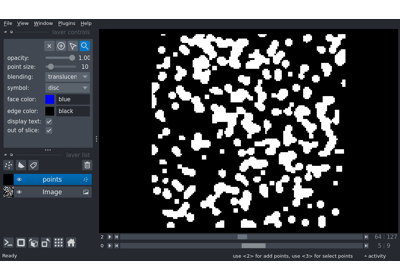 File View Window Plugins Help
layer controls
opacity: 1.00
point size: 10
blending: translucen
symbol: disc
face color: blue
edge color: black
display text:
out of slice:
layer list
points
Image
2 64 127
0 5 9
Ready use <2> for add points, use <3> for select points activity